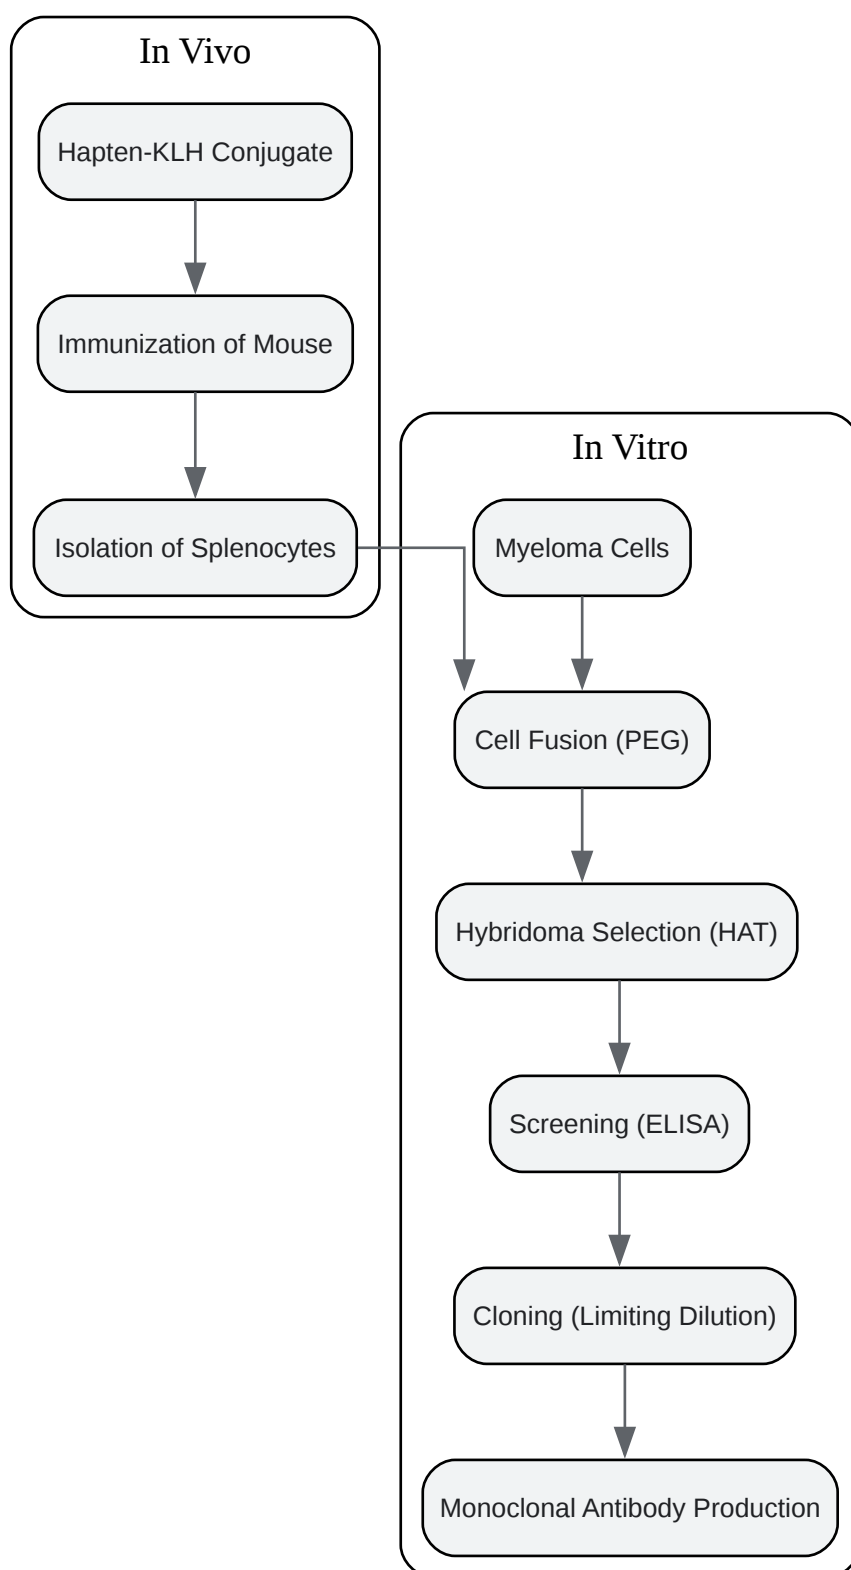 In Vivo
Hapten-KLH Conjugate
Immunization of Mouse
Isolation of Splenocytes
In Vitro
Myeloma Cells
Cell Fusion (PEG)
Hybridoma Selection (HAT)
Screening (ELISA)
Cloning (Limiting Dilution)
Monoclonal Antibody Production